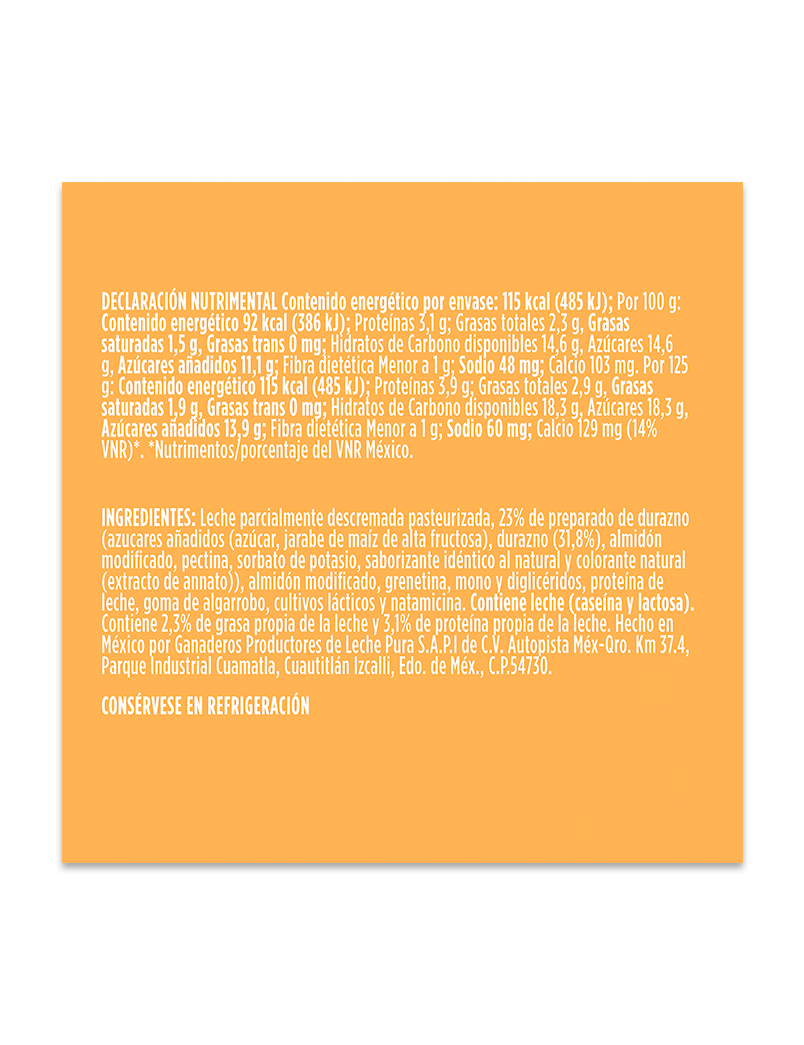 DECLARACIÓN NUTRIMENTAL Contenido energético por envase: 115 kcal (485 kJ); Por 100 g:
Contenido energético 92 kcal (386 kJ); Proteínas 3,1 g; Grasas totales 2,3 g, Grasas
saturadas 1,5 g, Grasas trans 0 mg; Hidratos de Carbono disponibles 14,6 g, Azúcares 14,6
g, Azúcares añadidos 11,1 g; Fibra dietética Menor a 1 g; Sodio 48 mg; Calcio 103 mg. Por 125
g: Contenido energético 115 kcal (485 kJ); Proteínas 3,9 g; Grasas totales 2,9 g, Grasas
saturadas 1,9 g, Grasas trans 0 mg; Hidratos de Carbono disponibles 18,3 g, Azúcares 18,3 g,
Azúcares añadidos 13,9 g; Fibra dietética Menor a 1 g; Sodio 60 mg; Calcio 129 mg (14%
VNR)*. *Nutrimentos/porcentaje del VNR México.
INGREDIENTES: Leche parcialmente descremada pasteurizada, 23% de preparado de durazno
(azucares añadidos (azúcar, jarabe de maíz de alta fructosa), durazno (31,8%), almidón
modificado, pectina, sorbato de potasio, saborizante idéntico al natural y colorante natural
(extracto de annato)), almidón modificado, grenetina, mono y diglicéridos, proteína de
leche, goma de algarrobo, cultivos lácticos y natamicina. Contiene leche (caseína y lactosa).
Contiene 2,3% de grasa propia de la leche y 3,1% de proteína propia de la leche. Hecho en
México por Ganaderos Productores de Leche Pura S.A.P.I de C.V. Autopista Méx-Qro. Km 37.4,
Parque Industrial Cuamatla, Cuautitlán Izcalli, Edo. de Méx., C.P.54730.
CONSÉRVESE EN REFRIGERACIÓN